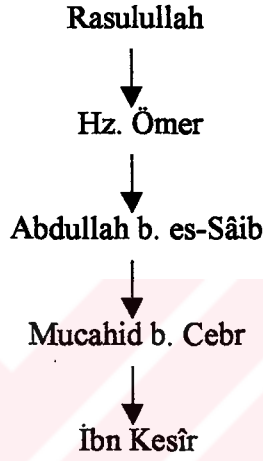 Rasulullah
Hz. Ömer
Abdullah b. es-Sâib
Mucahid b. Cebr
İbn Kesîr